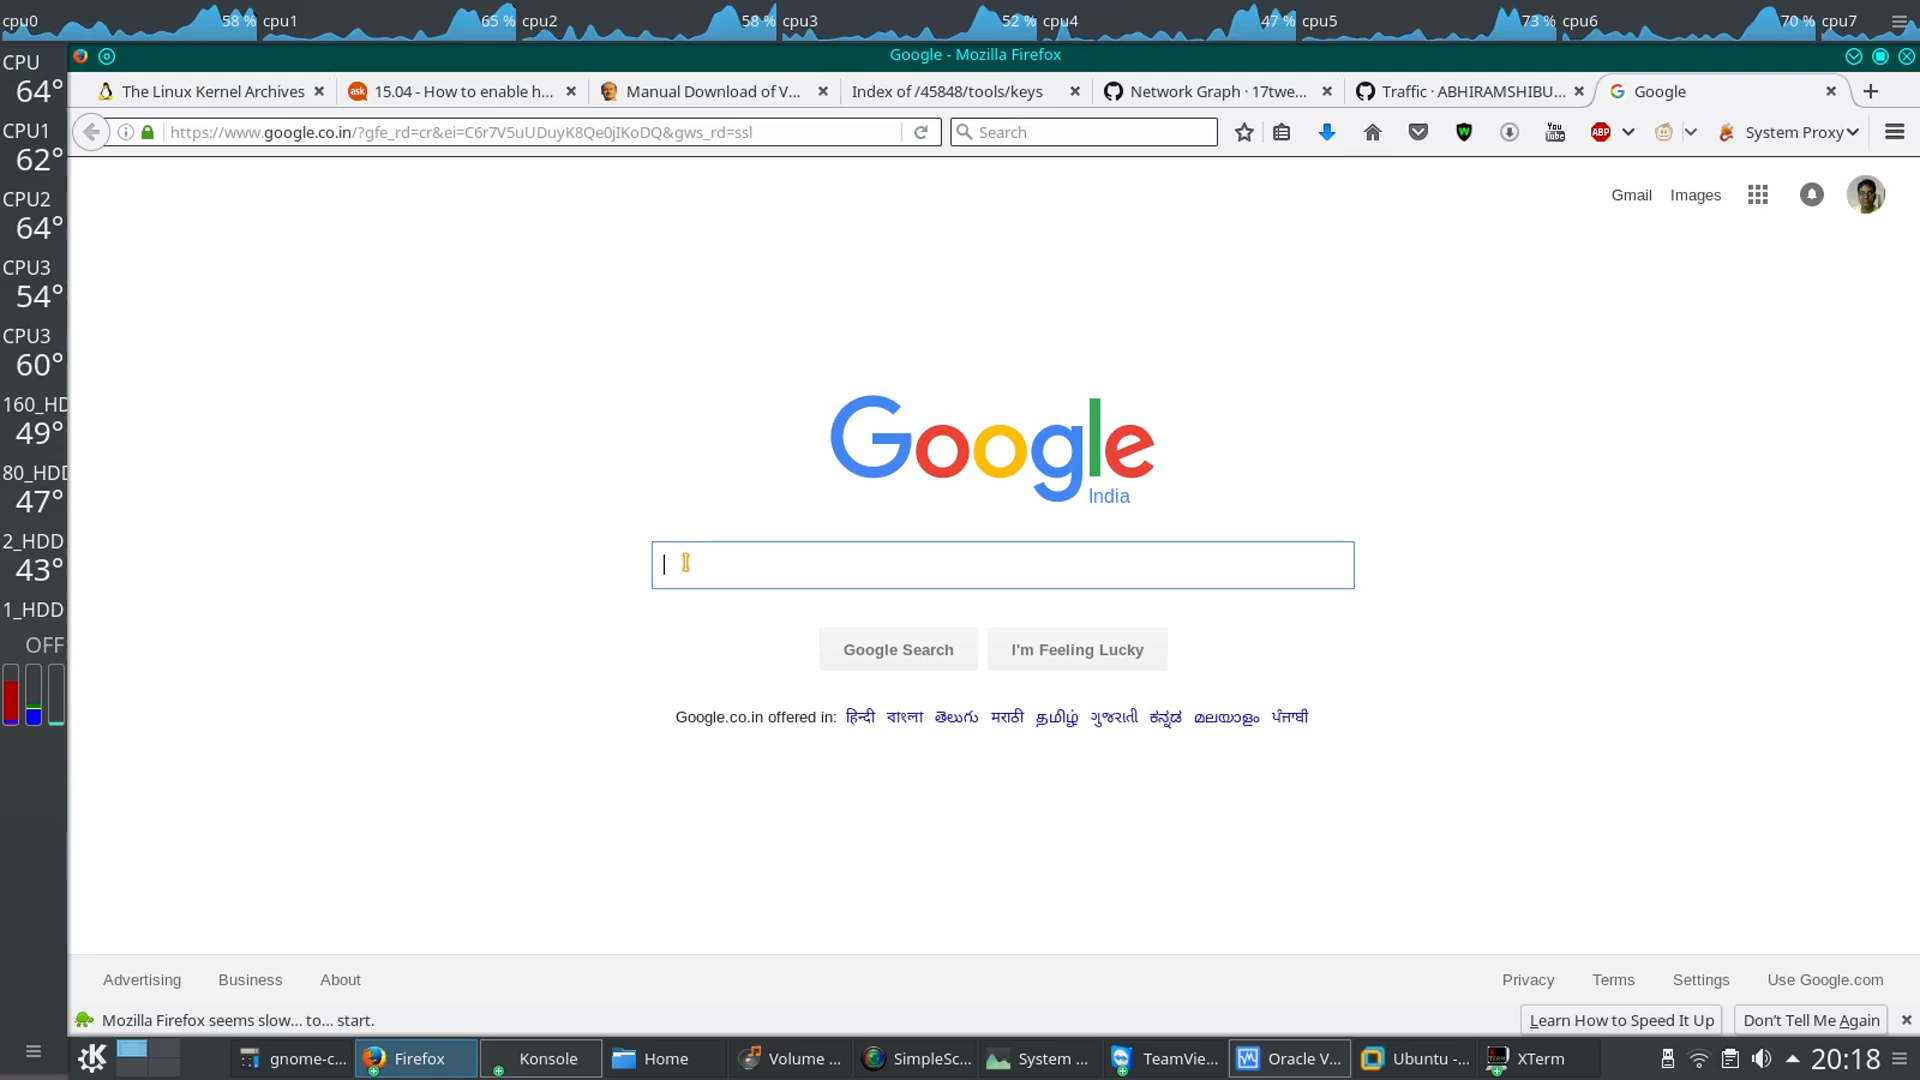 cpu0 58 % cpu1 65 % cpu2 58 % cpu3 52 % cpu4 47 % cpu5 73 % cpu6 70 % cpu7
Google - Mozilla Firefox
The Linux Kernel Archives 15.04 - How to enable h... Manual Download of V... Index of /45848/tools/keys Network Graph · 17twe... Traffic · ABHIRAMSHIBU... Google
https://www.google.co.in/?gfe_rd=cr&ei=C6r7V5uUDuyK8Qe0jIKoDQ&gws_rd=ssl Search You Tube ABP System Proxy
CPU
64°
CPU1
62°
CPU2
64°
CPU3
54°
CPU3
60°
160_HD
49°
80_HDD
47°
2_HDD
43°
1_HDD
OFF
Gmail Images
Google
India
Google Search I'm Feeling Lucky
Google.co.in offered in: हिन्दी বাংলা తెలుగు मराठी தமிழ் ગુજરાતી ಕನ್ನಡ മലയാളം ਪੰਜਾਬੀ
Advertising Business About Privacy Terms Settings Use Google.com
Mozilla Firefox seems slow... to... start. Learn How to Speed It Up Don't Tell Me Again
gnome-c... Firefox Konsole Home Volume ... SimpleSc... System ... TeamVie... Oracle V... Ubuntu -... XTerm 20:18